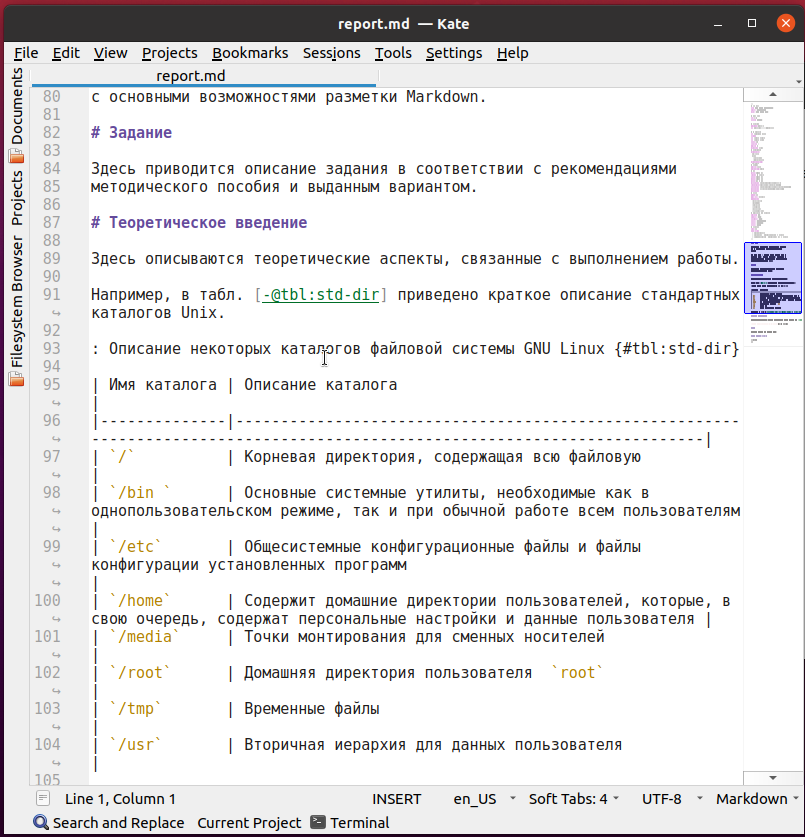 report.md — Kate
File Edit View Projects Bookmarks Sessions Tools Settings Help
report.md
Documents
Projects
Filesystem Browser
80 с основными возможностями разметки Markdown.
81
82 # Задание
83
84 Здесь приводится описание задания в соответствии с рекомендациями
85 методического пособия и выданным вариантом.
86
87 # Теоретическое введение
88
89 Здесь описываются теоретические аспекты, связанные с выполнением работы.
90
91 Например, в табл. [-@tbl:std-dir] приведено краткое описание стандартных
каталогов Unix.
92
93 : Описание некоторых каталогов файловой системы GNU Linux {#tbl:std-dir}
94
95 | Имя каталога | Описание каталога
|
96 |--------------|--------------------------------------------------------
--------------------------------------------------------------------|
97 | `/` | Корневая директория, содержащая всю файловую
|
98 | `/bin ` | Основные системные утилиты, необходимые как в
однопользовательском режиме, так и при обычной работе всем пользователям
|
99 | `/etc` | Общесистемные конфигурационные файлы и файлы
конфигурации установленных программ
|
100 | `/home` | Содержит домашние директории пользователей, которые, в
свою очередь, содержат персональные настройки и данные пользователя |
101 | `/media` | Точки монтирования для сменных носителей
|
102 | `/root` | Домашняя директория пользователя `root`
|
103 | `/tmp` | Временные файлы
|
104 | `/usr` | Вторичная иерархия для данных пользователя
|
105
Line 1, Column 1 INSERT en_US Soft Tabs: 4 UTF-8 Markdown
Search and Replace Current Project Terminal